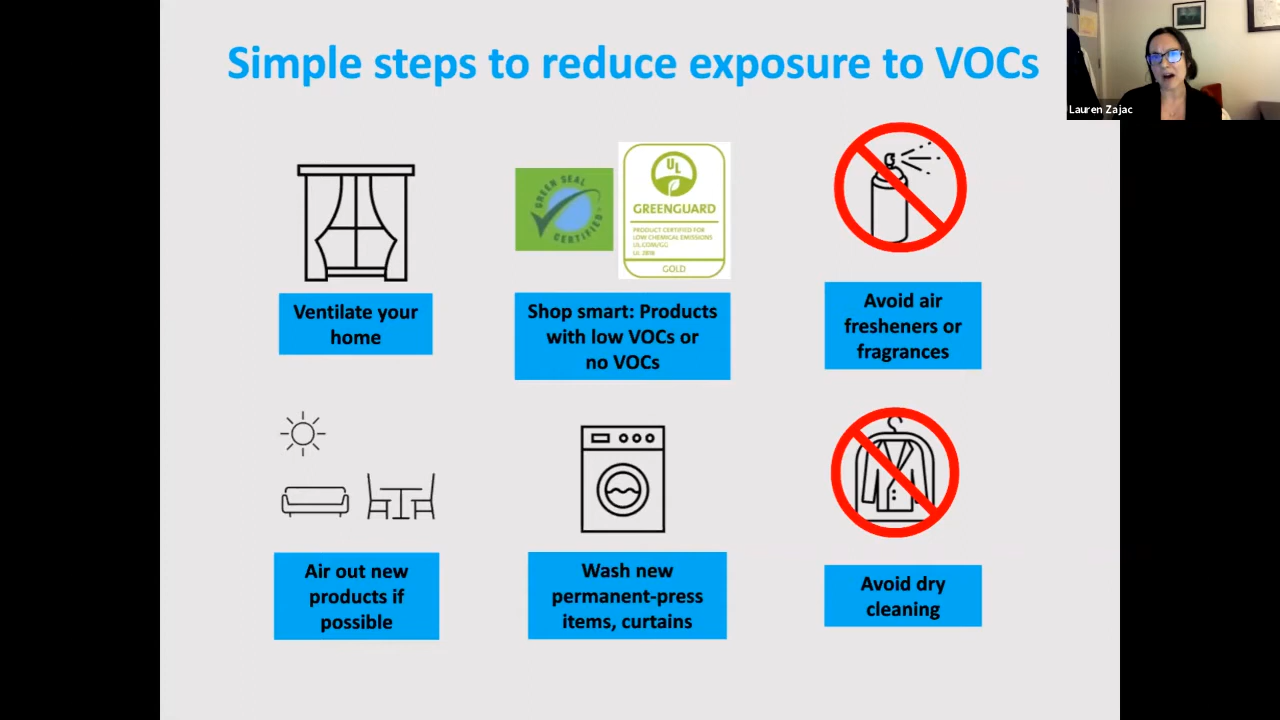 Simple steps to reduce exposure to VOCs
Lauren Zajac
GREEN SEAL
CERTIFIED
UL
GREENGUARD
PRODUCT CERTIFIED FOR
LOW CHEMICAL EMISSIONS
UL.COM/GG
UL 2818
GOLD
Ventilate your
home
Shop smart: Products
with low VOCs or
no VOCs
Avoid air
fresheners or
fragrances
Air out new
products if
possible
Wash new
permanent-press
items, curtains
Avoid dry
cleaning